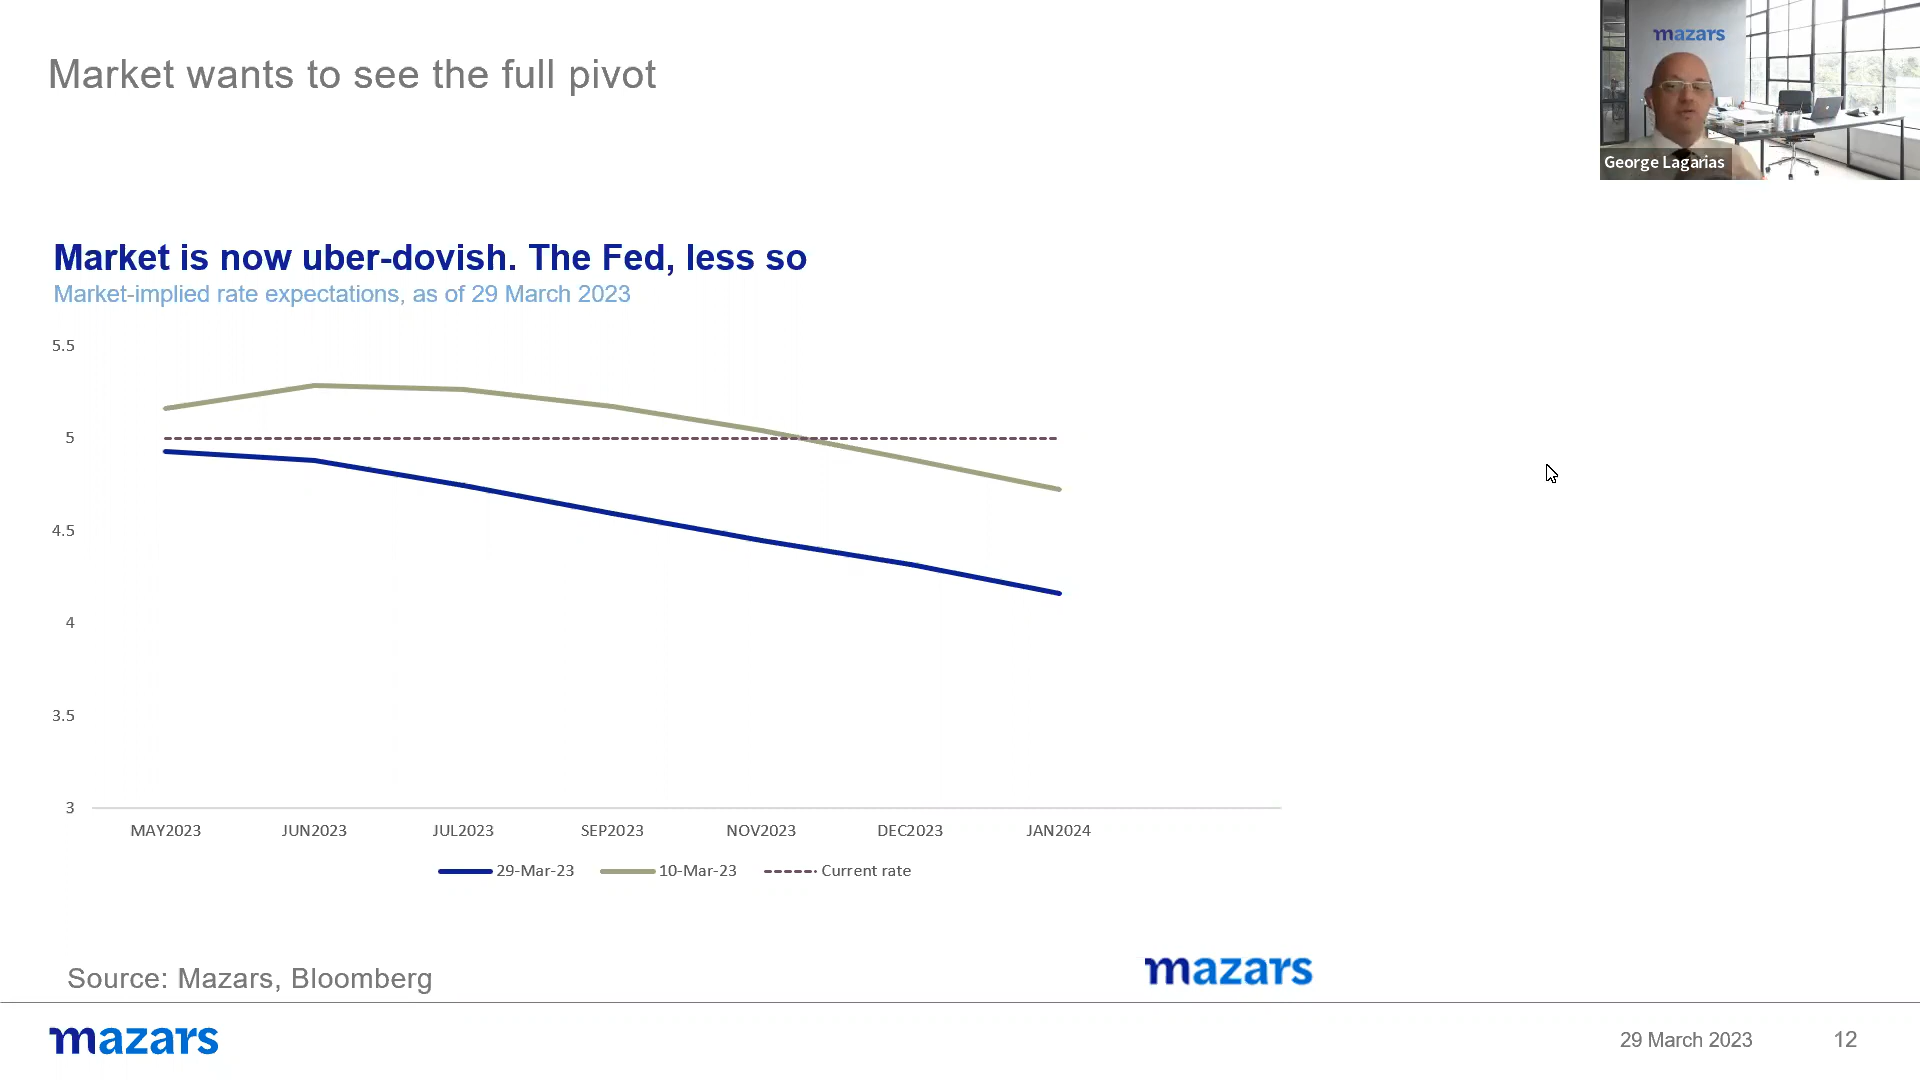 Market wants to see the full pivot
mazars
George Lagarias
Market is now uber-dovish. The Fed, less so
Market-implied rate expectations, as of 29 March 2023
5.5
5
4.5
4
3.5
3
MAY2023 JUN2023 JUL2023 SEP2023 NOV2023 DEC2023 JAN2024
29-Mar-23 10-Mar-23 Current rate
Source: Mazars, Bloomberg
mazars
mazars
29 March 2023 12